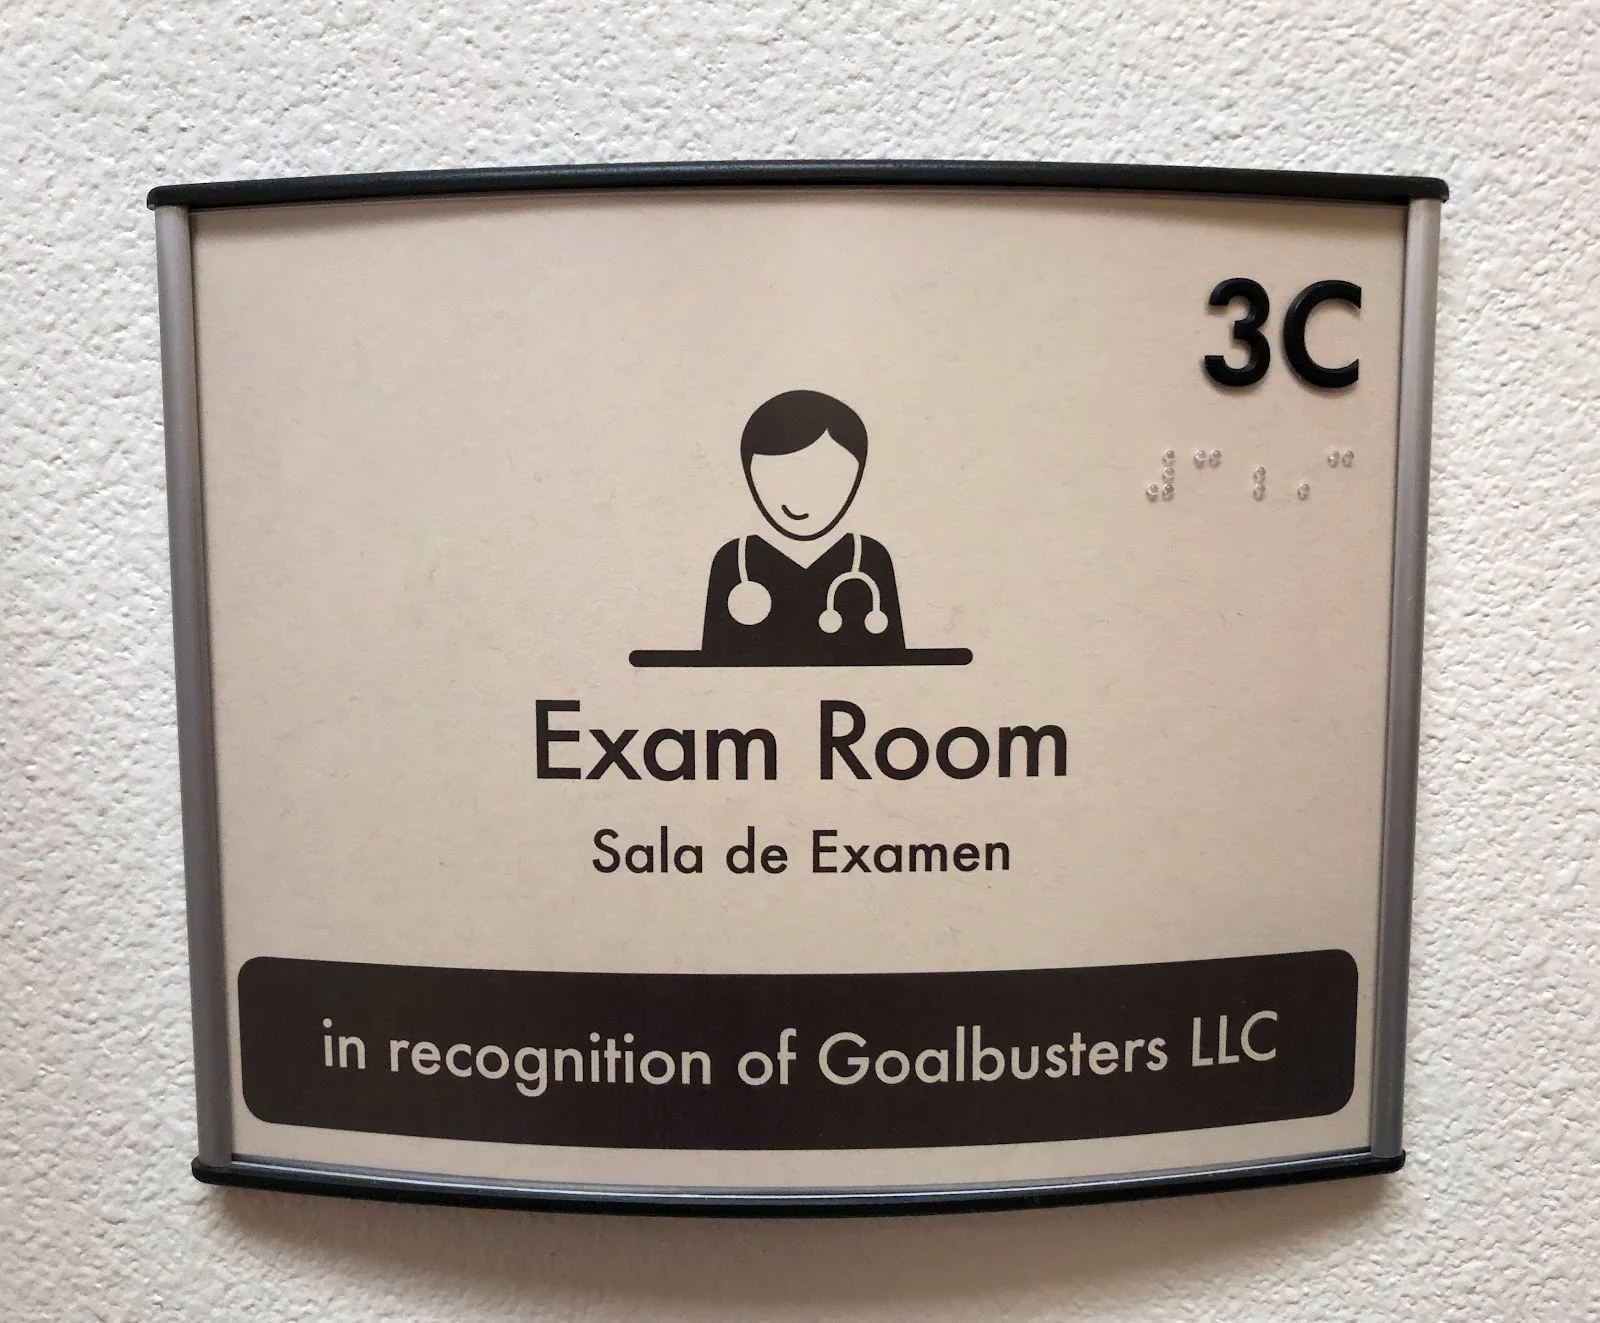 3C
⠼⠉⠰⠠⠉
Exam Room
Sala de Examen
in recognition of Goalbusters LLC